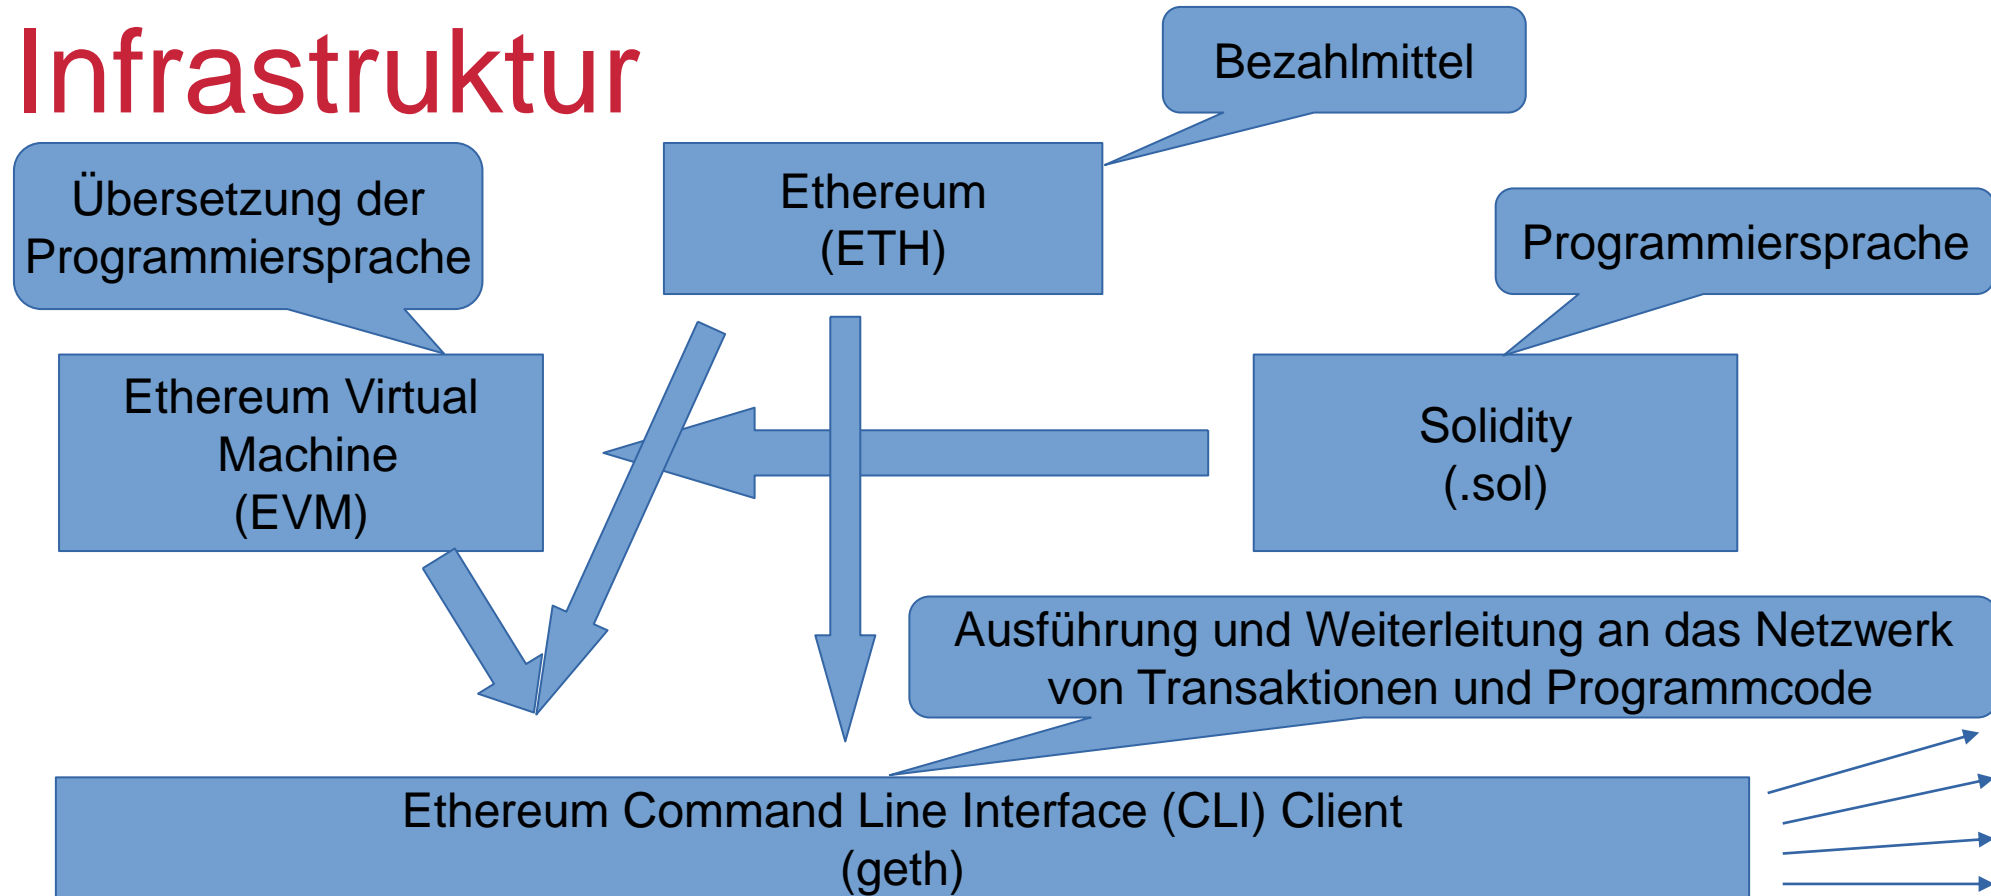 Infrastruktur
Bezahlmittel
Übersetzung der
Programmiersprache
Ethereum
(ETH)
Programmiersprache
Ethereum Virtual
Machine
(EVM)
Solidity
(.sol)
Ausführung und Weiterleitung an das Netzwerk
von Transaktionen und Programmcode
Ethereum Command Line Interface (CLI) Client
(geth)